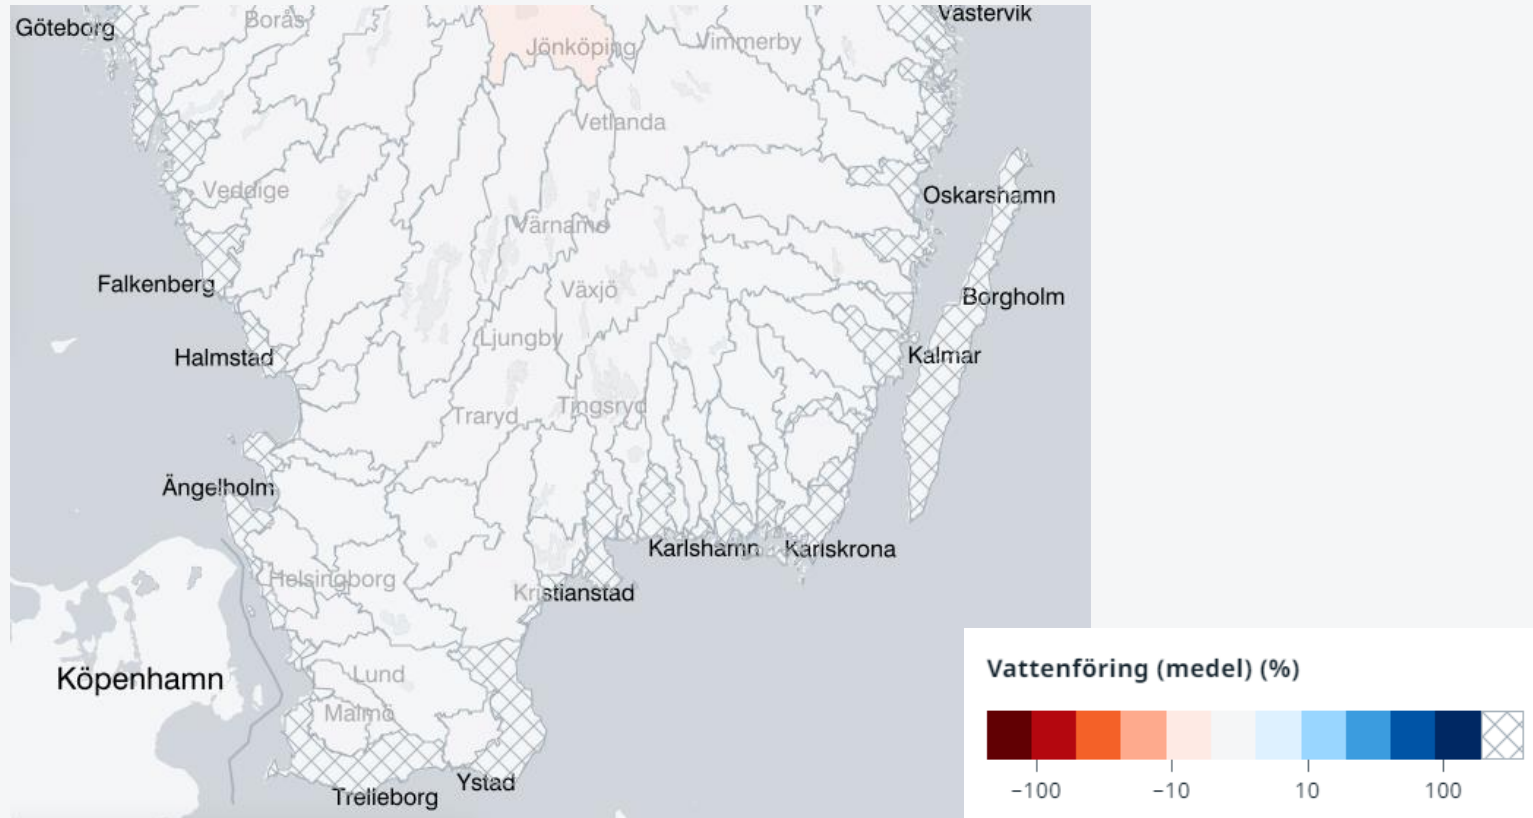 Göteborg
Borås
Jönköping
Vimmerby
Västervik
Vetlanda
Veddige
Värnamo
Oskarshamn
Falkenberg
Växjö
Borgholm
Halmstad
Ljungby
Kalmar
Traryd
Tingsryd
Ängelholm
Karlshamn
Karlskrona
Helsingborg
Kristianstad
Köpenhamn
Lund
Malmö
Ystad
Trelleborg
Vattenföring (medel) (%)
−100 −10 10 100